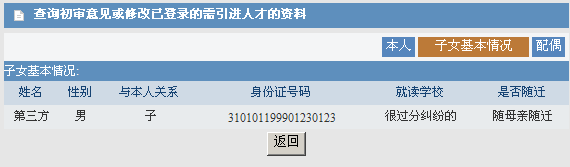 查询初审意见或修改已登录的需引进人才的资料
本人 子女基本情况 配偶
子女基本情况:
姓名 性别 与本人关系 身份证号码 就读学校 是否随迁
第三方 男 子 310101199901230123 很过分纠纷的 随母亲随迁
返回